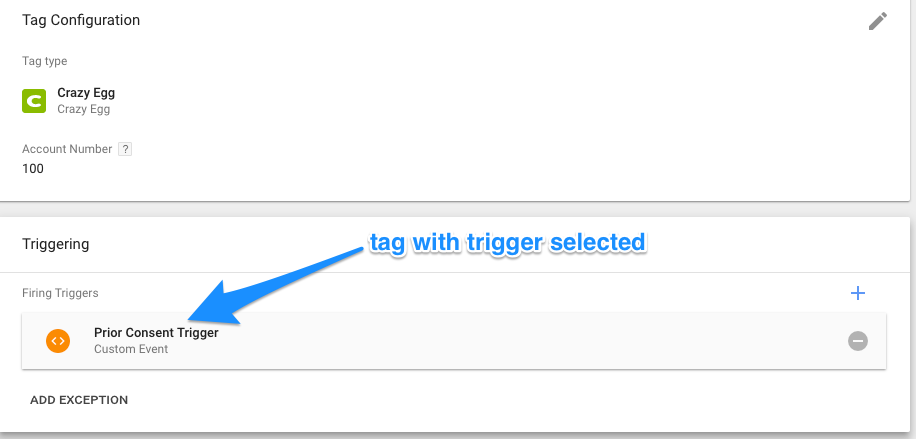 Tag Configuration
Tag type
Crazy Egg
Crazy Egg
Account Number ?
100
Triggering
tag with trigger selected
Firing Triggers
Prior Consent Trigger
Custom Event
ADD EXCEPTION